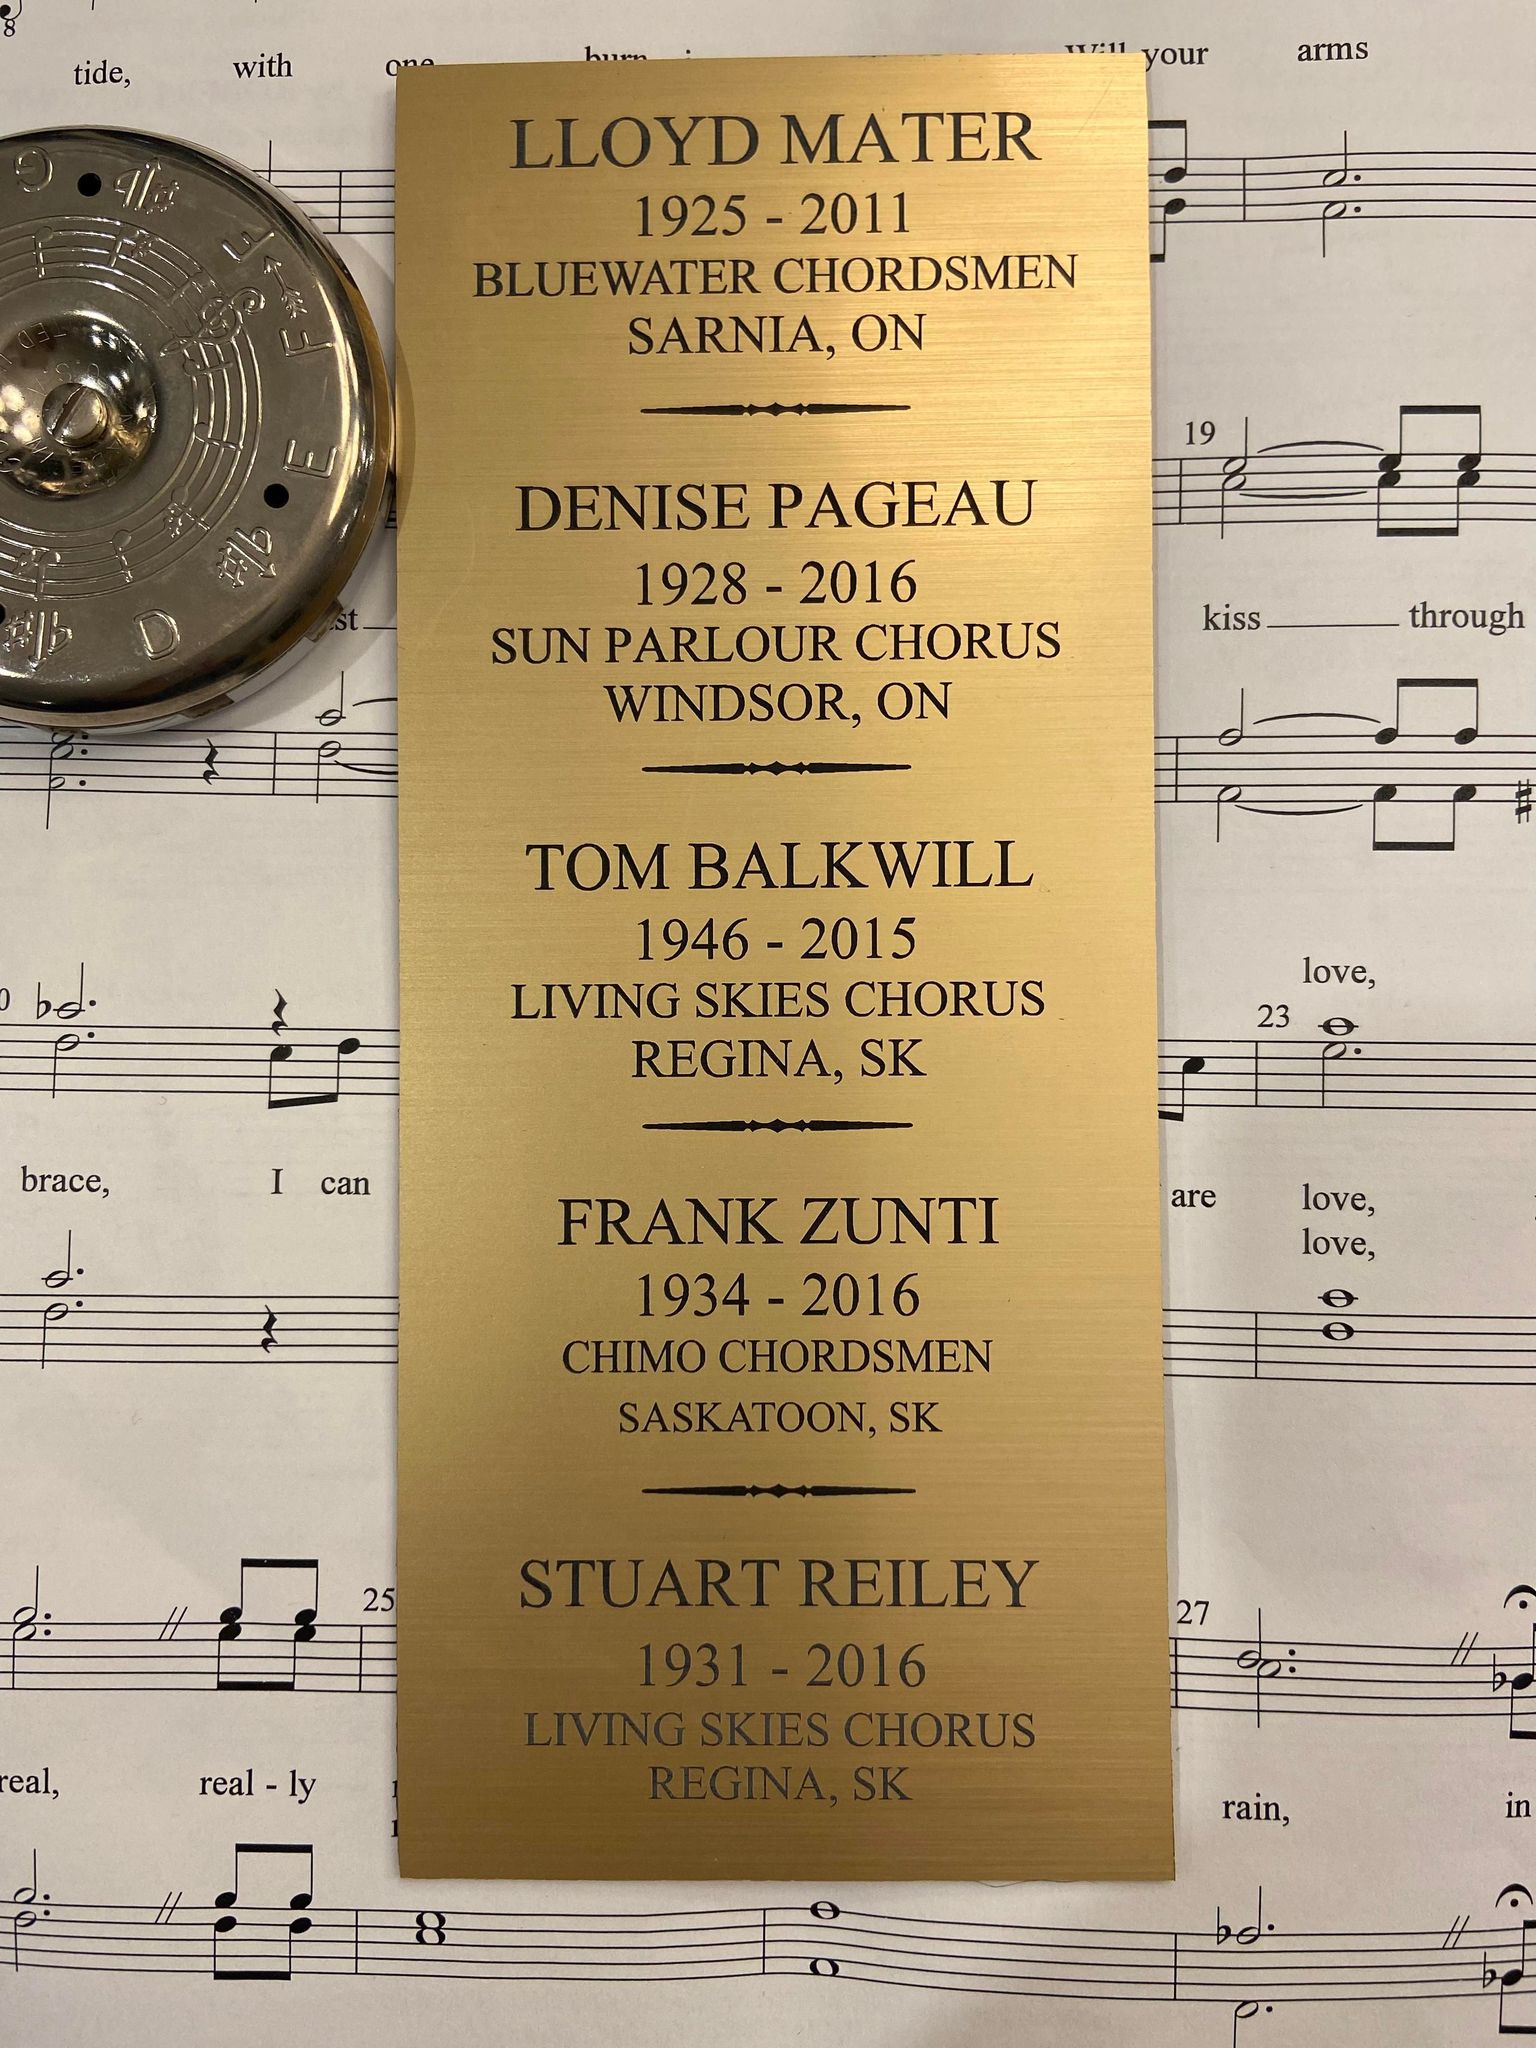 tide, with Will your arms
LLOYD MATER
1925 - 2011
BLUEWATER CHORDSMEN
SARNIA, ON
DENISE PAGEAU
1928 - 2016
SUN PARLOUR CHORUS
WINDSOR, ON
TOM BALKWILL
1946 - 2015
LIVING SKIES CHORUS
REGINA, SK
FRANK ZUNTI
1934 - 2016
CHIMO CHORDSMEN
SASKATOON, SK
STUART REILEY
1931 - 2016
LIVING SKIES CHORUS
REGINA, SK
G
F
E
D
19
kiss through
love,
23
brace, I can
are love,
love,
25
27
real, real - ly
rain, in